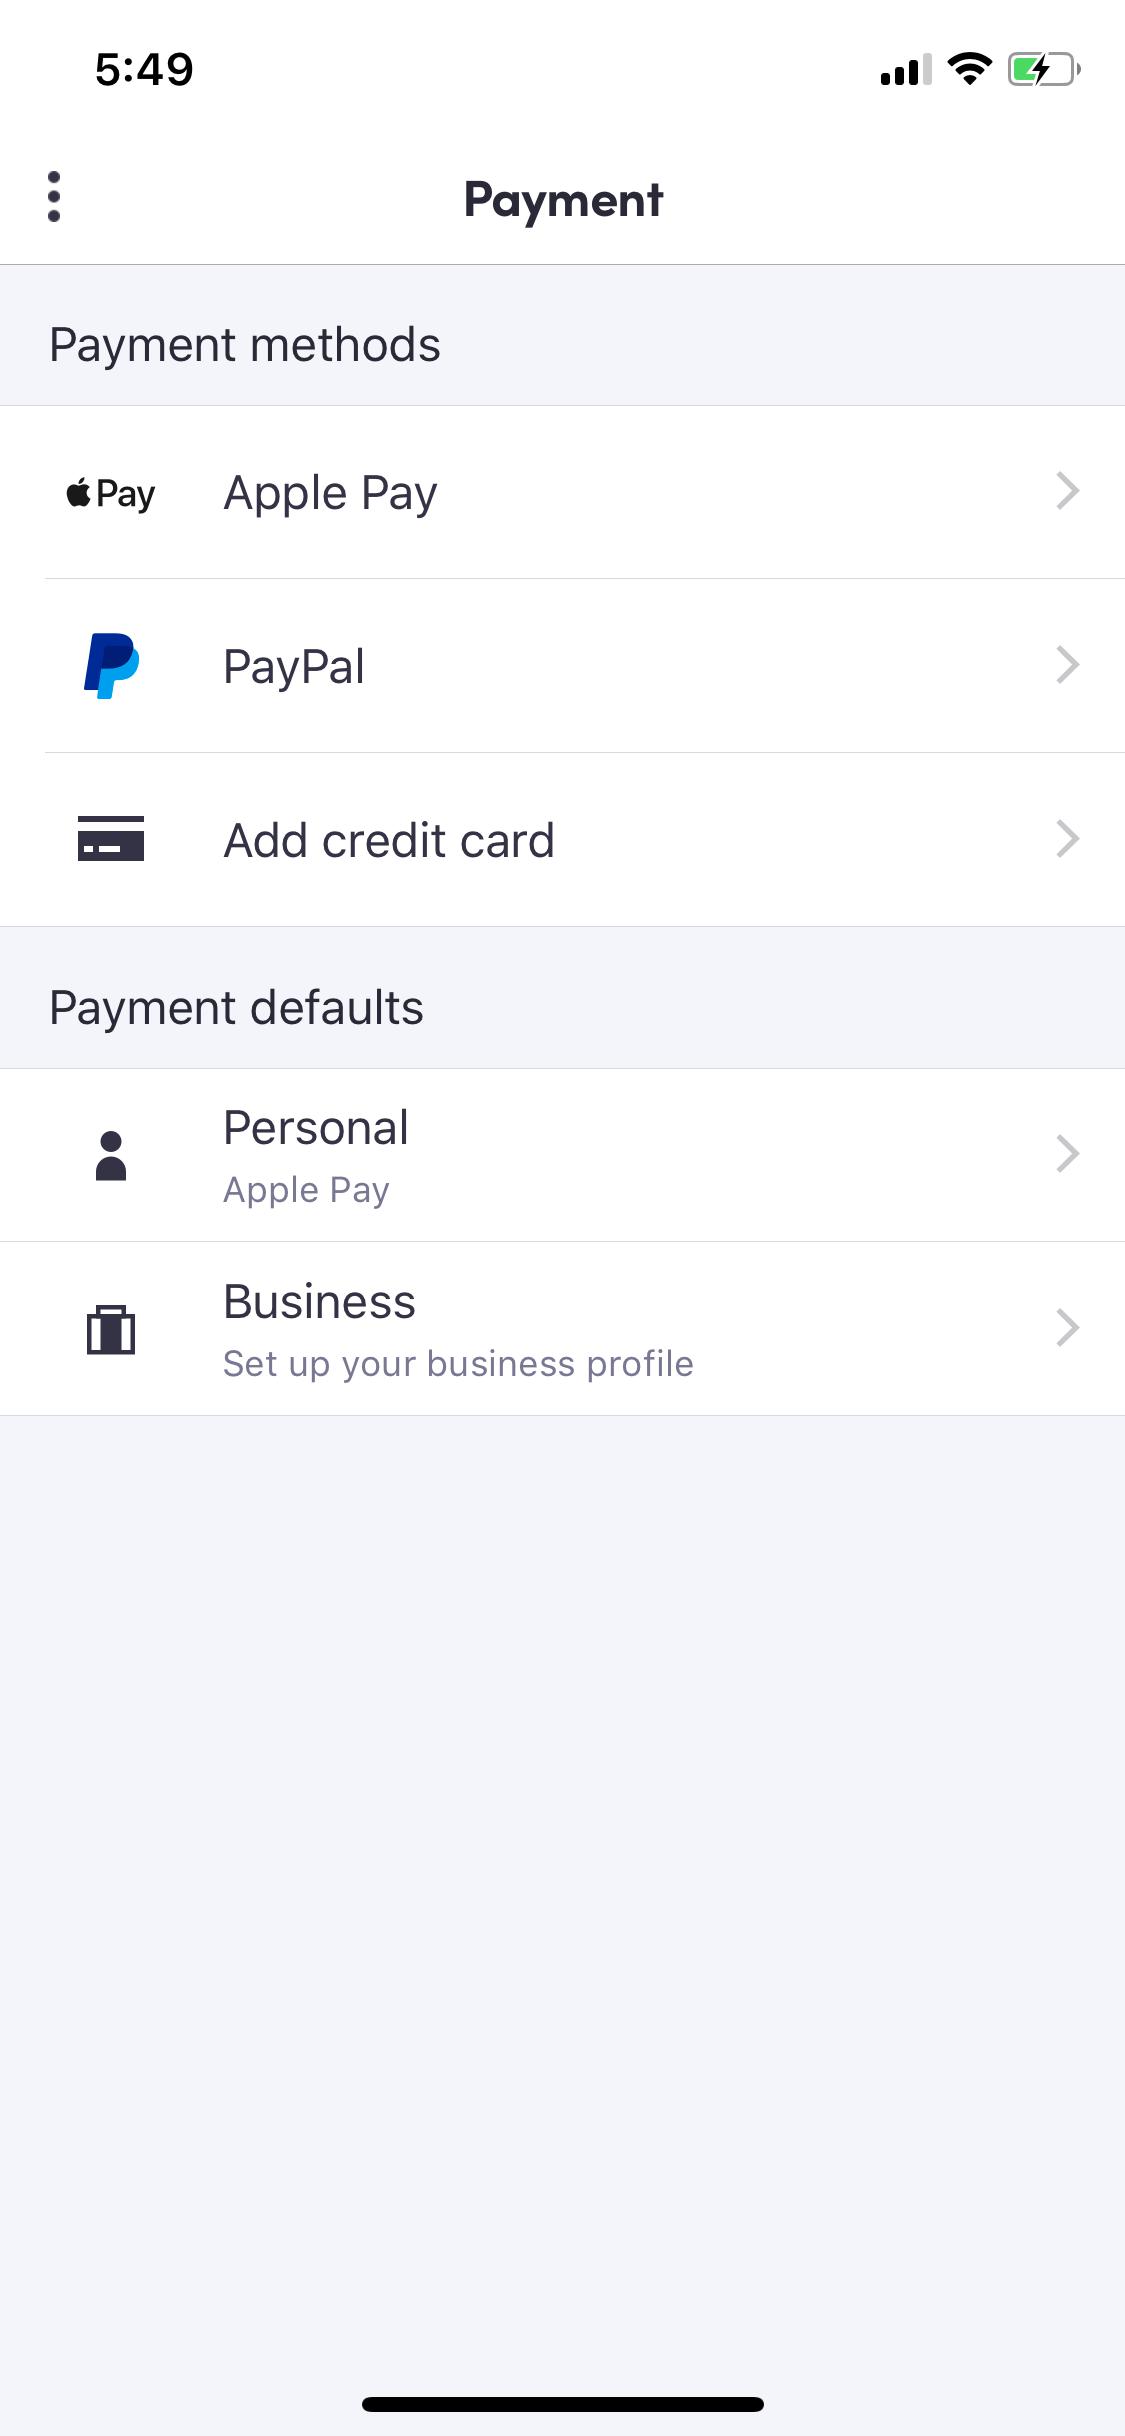 5:49
Payment
Payment methods
Pay Apple Pay
PayPal
Add credit card
Payment defaults
Personal
Apple Pay
Business
Set up your business profile